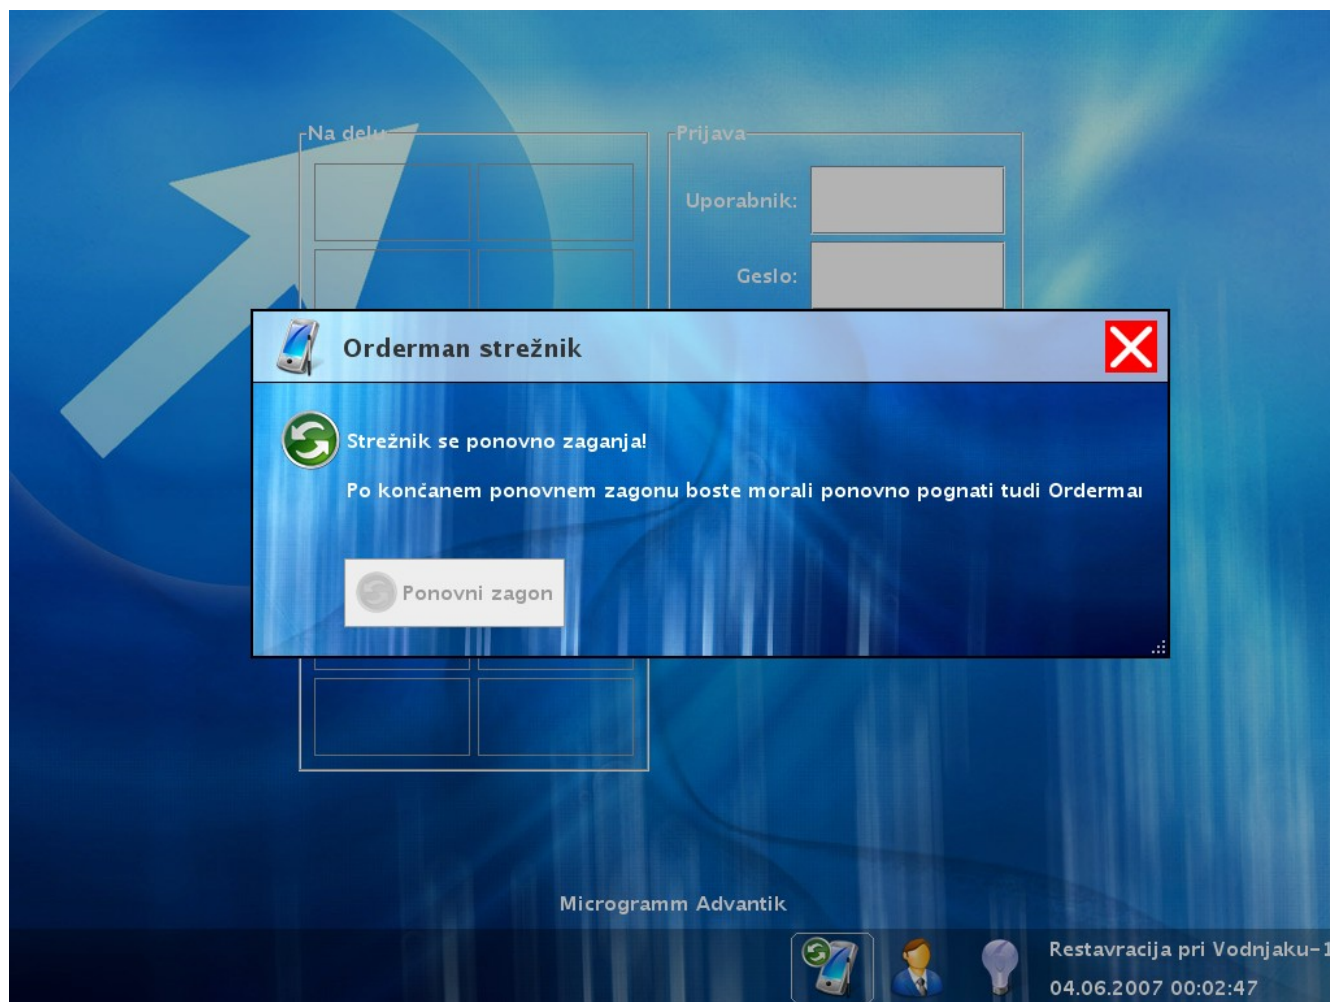 Na delu
Prijava
Uporabnik:
Geslo:
Orderman strežnik
Strežnik se ponovno zaganja!
Po končanem ponovnem zagonu boste morali ponovno pognati tudi Orderma
Ponovni zagon
Microgramm Advantik
Restavracija pri Vodnjaku-1
04.06.2007 00:02:47